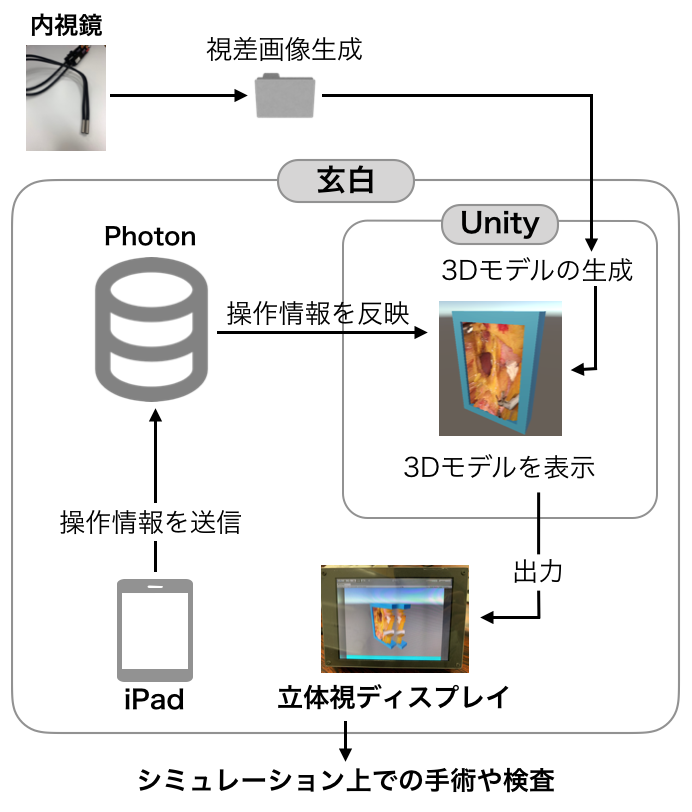 内視鏡
視差画像生成
玄白
Unity
Photon
3Dモデルの生成
操作情報を反映
3Dモデルを表示
操作情報を送信
出力
iPad
立体視ディスプレイ
シミュレーション上での手術や検査